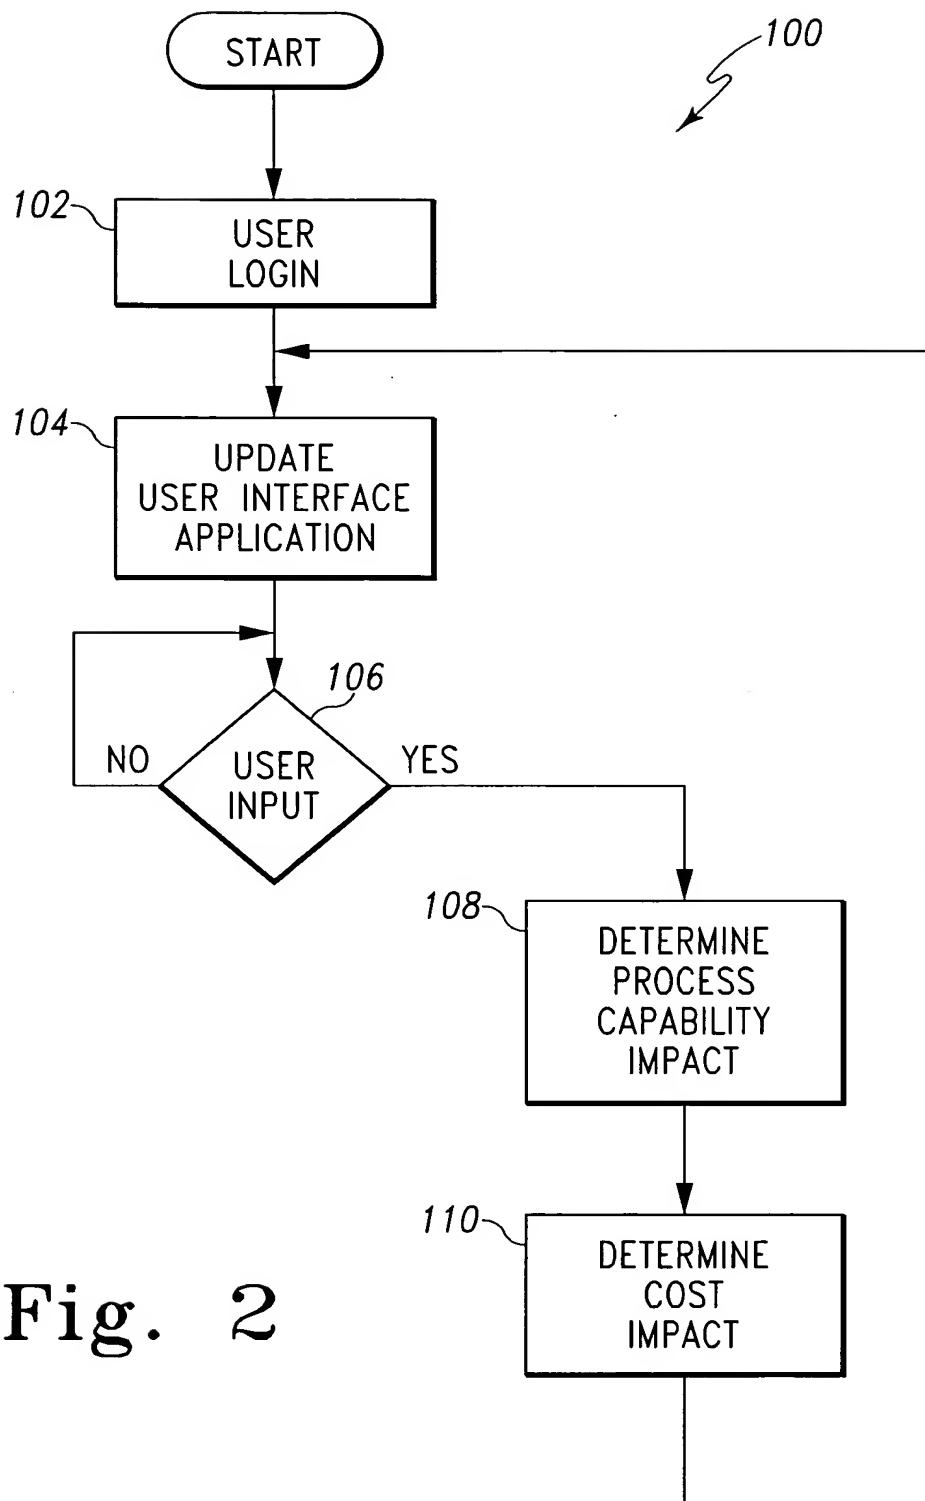 START
100
102
USER
LOGIN
104
UPDATE
USER INTERFACE
APPLICATION
106
NO
USER
INPUT
YES
108
DETERMINE
PROCESS
CAPABILITY
IMPACT
110
DETERMINE
COST
IMPACT
Fig. 2